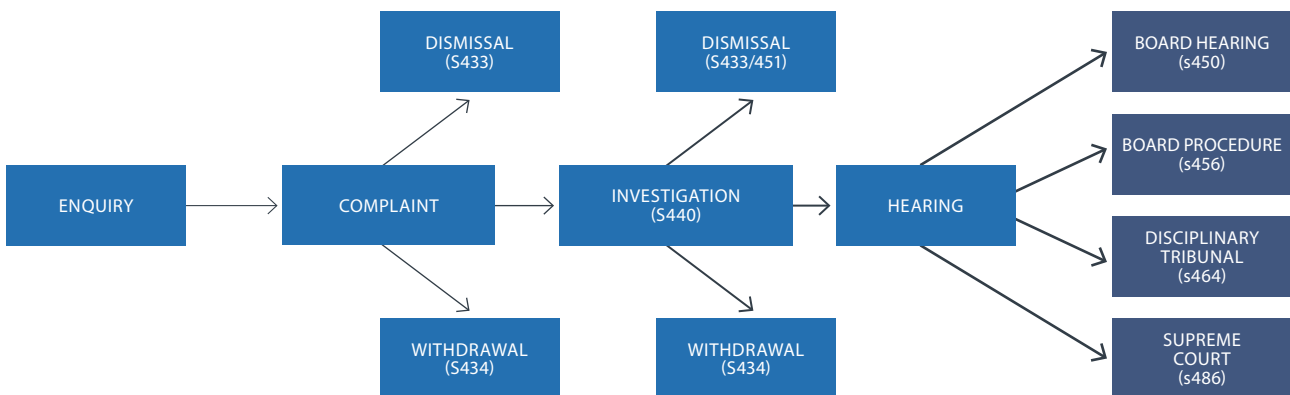 DISMISSAL
(S433)
DISMISSAL
(S433/451)
BOARD HEARING
(s450)
BOARD PROCEDURE
(s456)
ENQUIRY
COMPLAINT
INVESTIGATION
(S440)
HEARING
DISCIPLINARY
TRIBUNAL
(s464)
WITHDRAWAL
(S434)
WITHDRAWAL
(S434)
SUPREME
COURT
(s486)